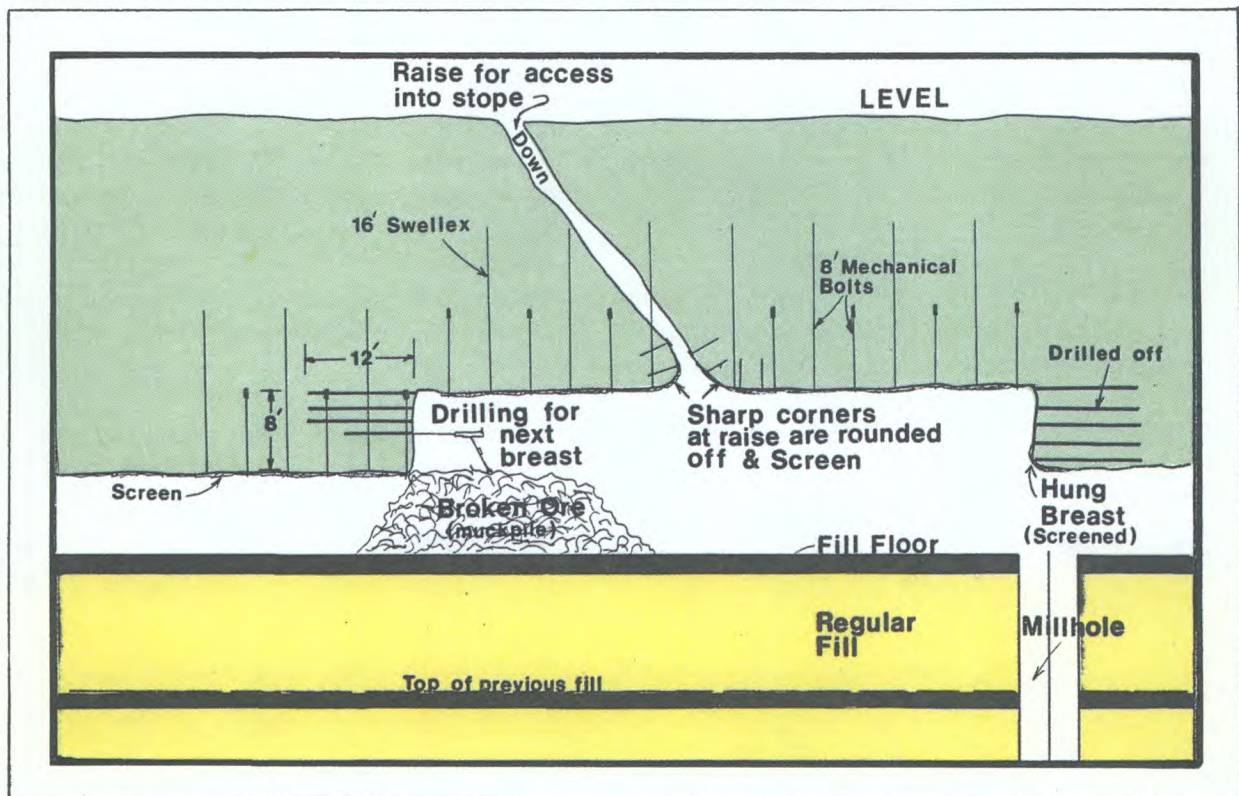 Raise for access
into stope
LEVEL
Down
16' Swellex
8' Mechanical
Bolts
12'
Drilled off
8'
Drilling for
next
breast
Sharp corners
at raise are rounded
off & Screen
Screen
Hung
Breast
(Screened)
Broken Ore
(muckpile)
Fill Floor
Regular
Fill
Millhole
Top of previous fill